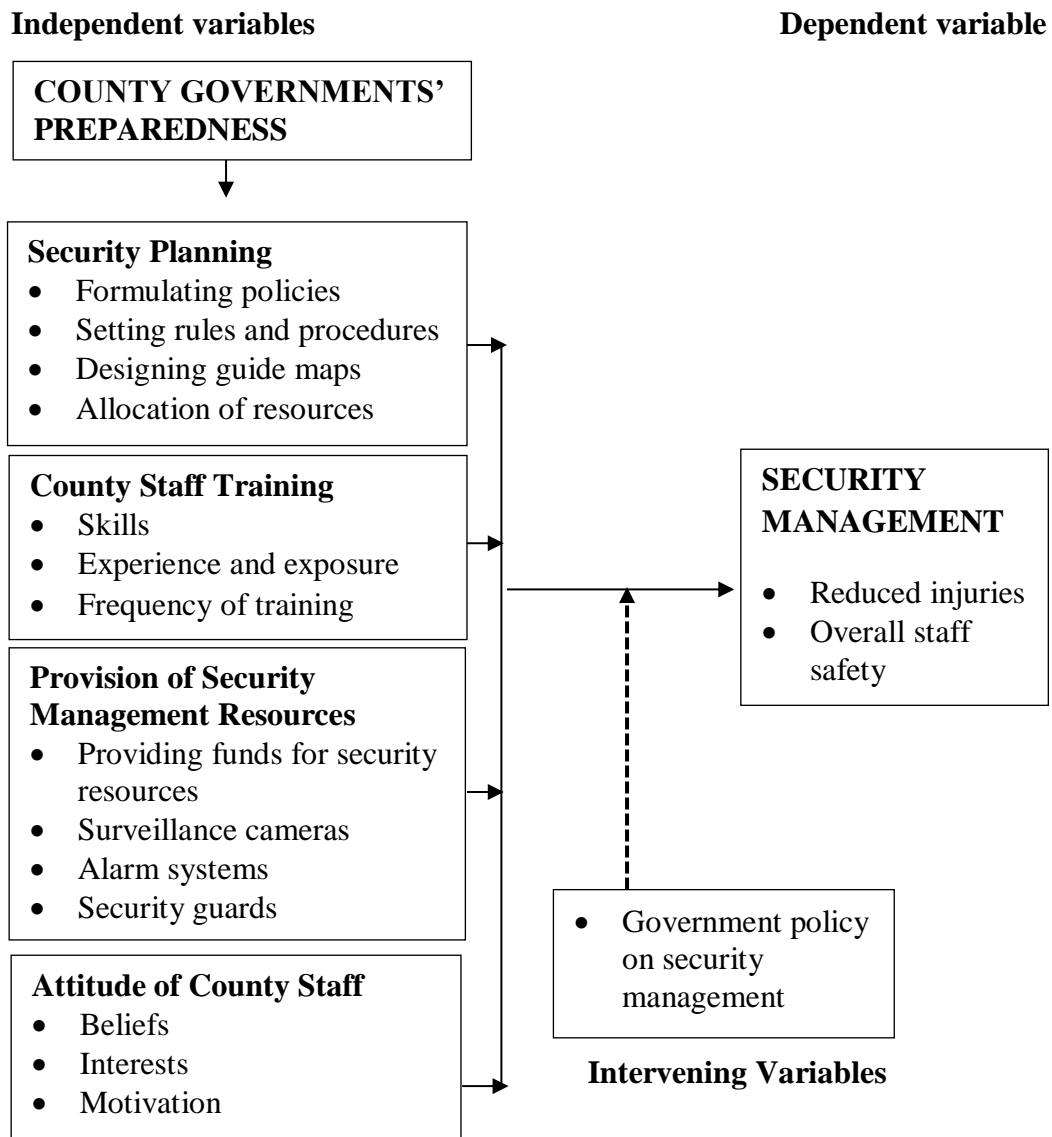 Independent variables
Dependent variable
COUNTY GOVERNMENTS’
PREPAREDNESS
Security Planning
• Formulating policies
• Setting rules and procedures
• Designing guide maps
• Allocation of resources
County Staff Training
• Skills
• Experience and exposure
• Frequency of training
Provision of Security
Management Resources
• Providing funds for security
resources
• Surveillance cameras
• Alarm systems
• Security guards
Attitude of County Staff
• Beliefs
• Interests
• Motivation
SECURITY
MANAGEMENT
• Reduced injuries
• Overall staff
safety
• Government policy
on security
management
Intervening Variables